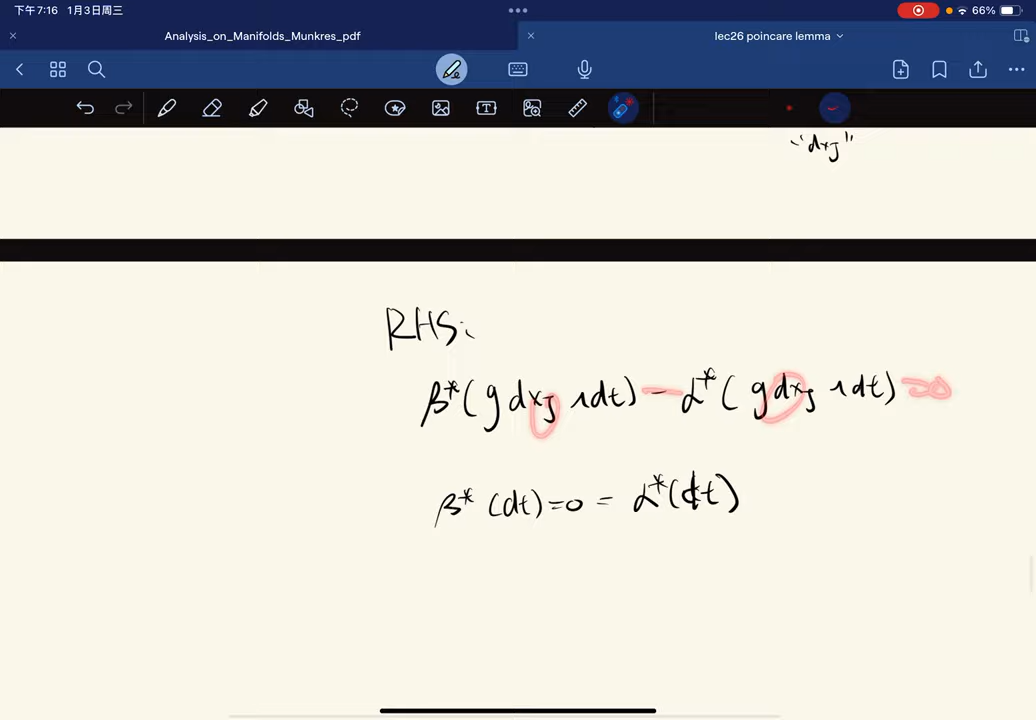 下午7:16 1月3日周三
66%
Analysis_on_Manifolds_Munkres_pdf
lec26 poincare lemma
"dxJ"
RHS:
β*(g dxJ ∧dt) - α*(g dxJ ∧dt) =0
β*(dt)=0 = α*(dt)